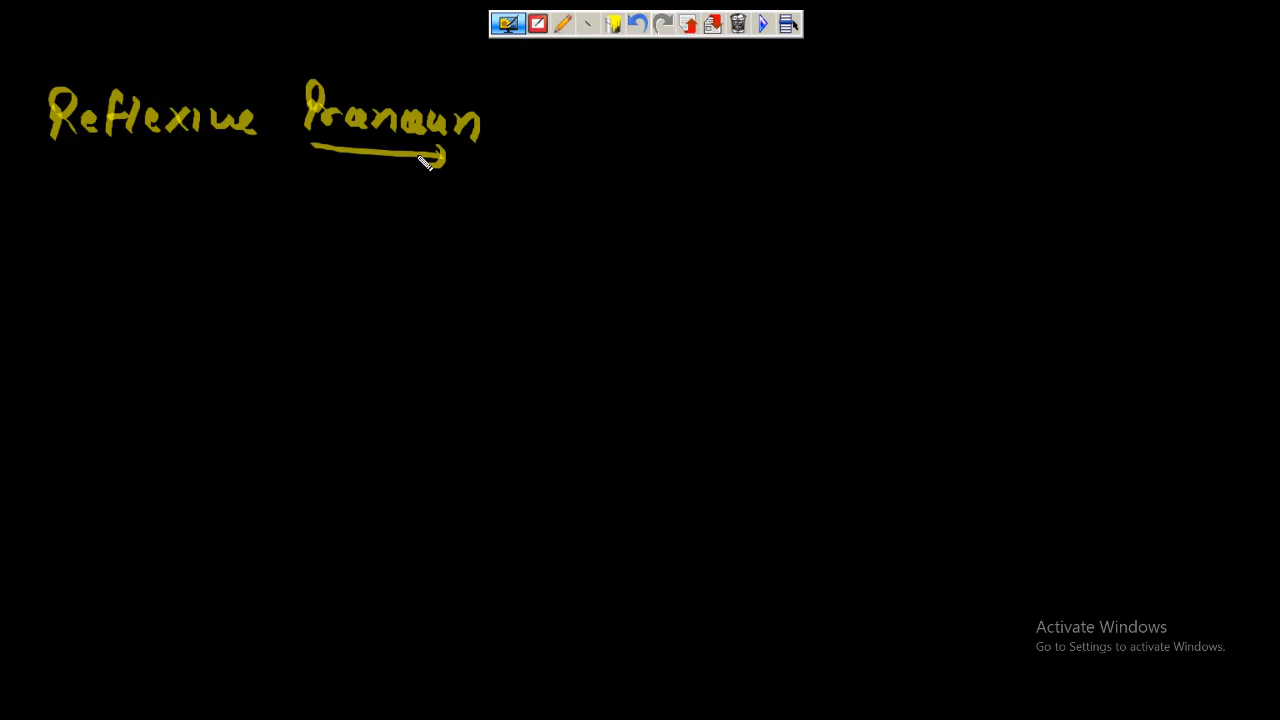 Reflexive Pronoun
Activate Windows
Go to Settings to activate Windows.